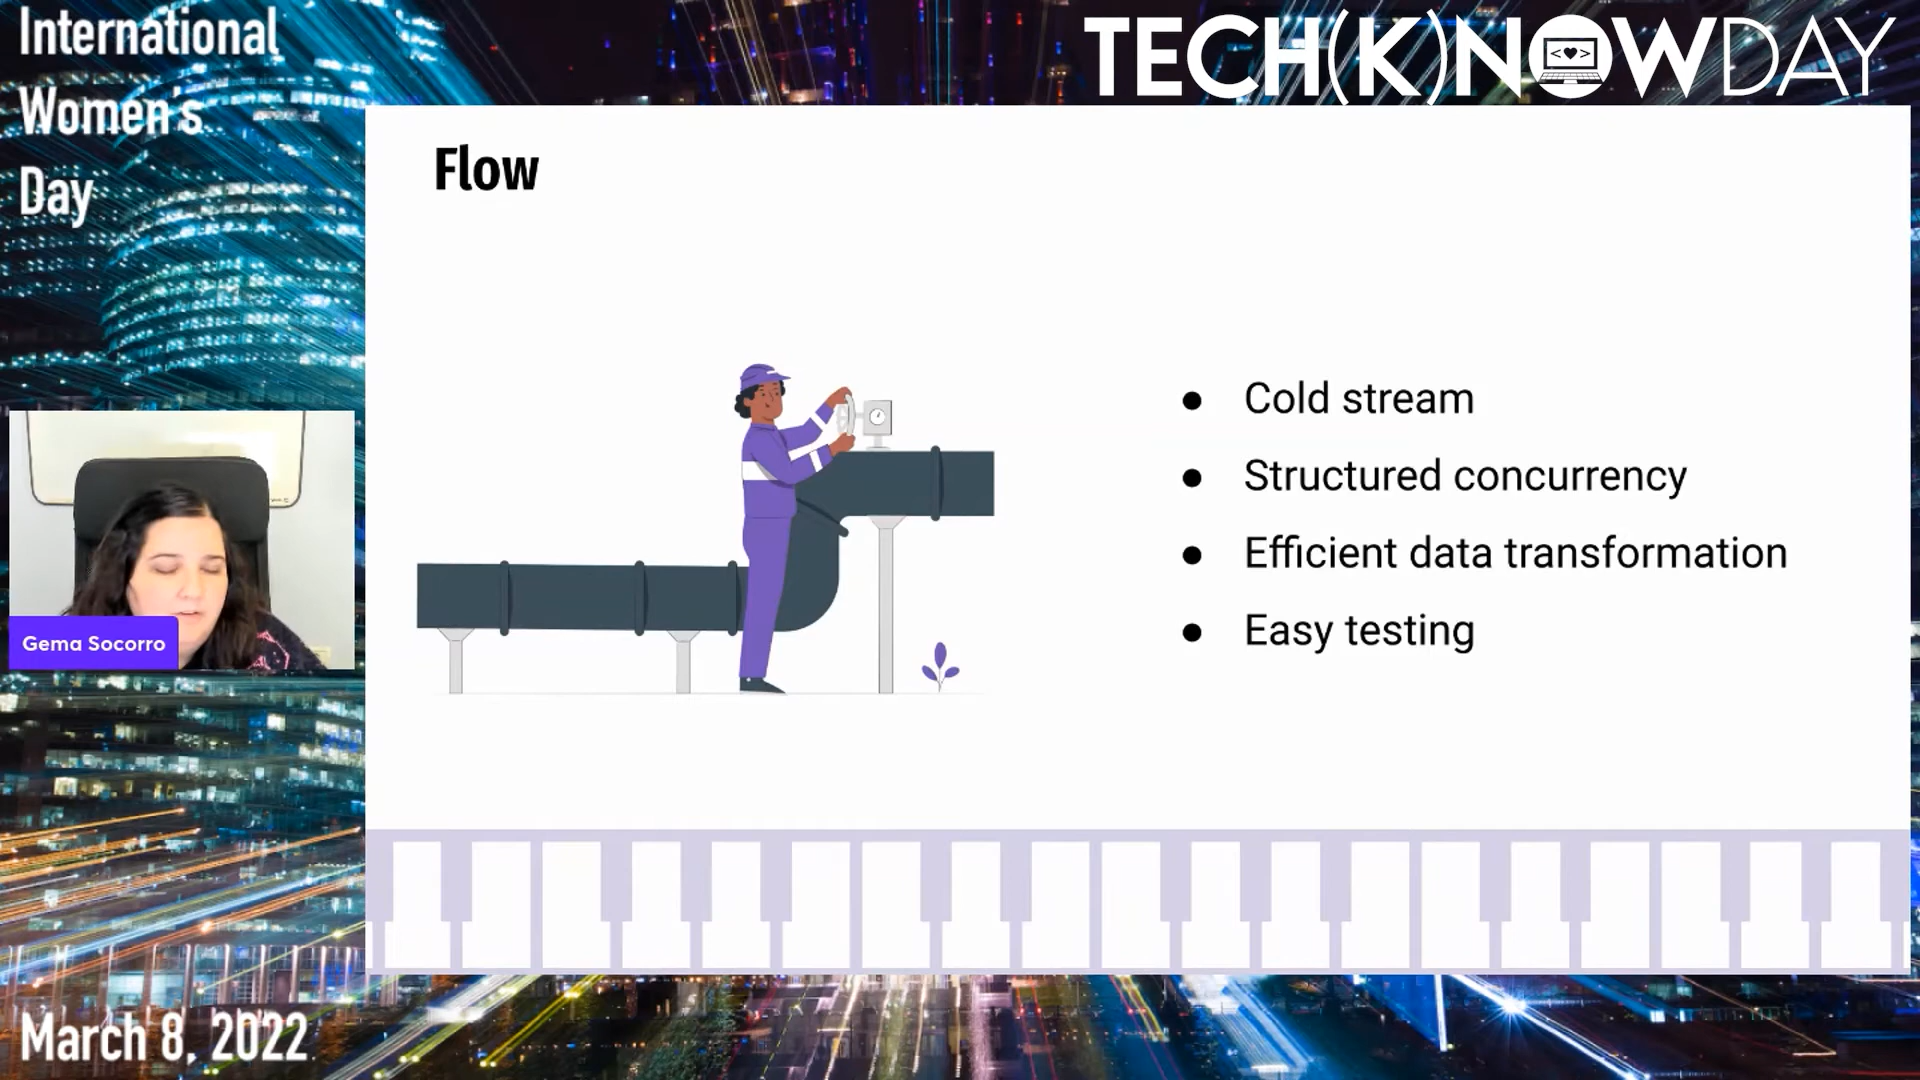 International
Women's
Day
TECH(K)NOWDAY
Flow
Cold stream
Structured concurrency
Efficient data transformation
Easy testing
Gema Socorro
March 8, 2022